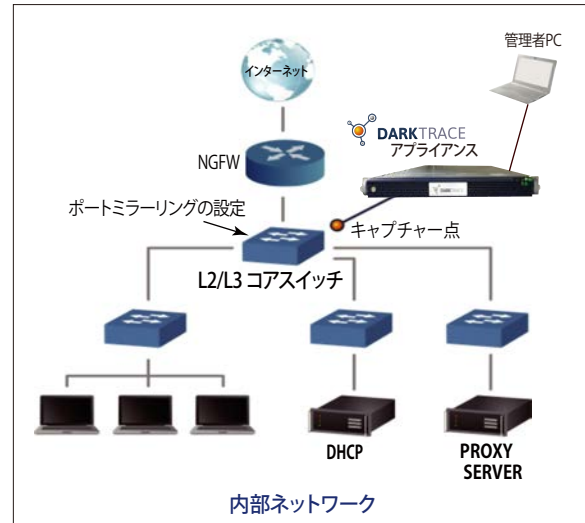 インターネット
管理者PC
DARKTRACE
アプライアンス
NGFW
ポートミラーリングの設定
キャプチャー点
L2/L3 コアスイッチ
DHCP
PROXY
SERVER
内部ネットワーク